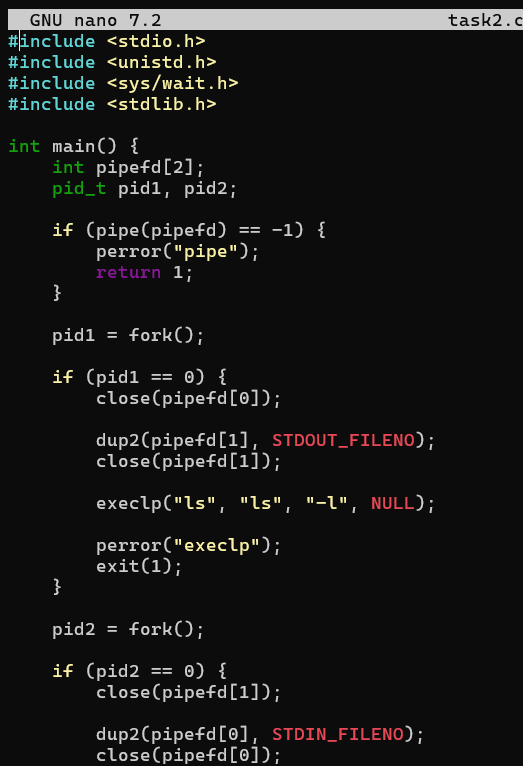 GNU nano 7.2 task2.c
#include <stdio.h>
#include <unistd.h>
#include <sys/wait.h>
#include <stdlib.h>
int main() {
    int pipefd[2];
    pid_t pid1, pid2;
    if (pipe(pipefd) == -1) {
        perror("pipe");
        return 1;
    }
    pid1 = fork();
    if (pid1 == 0) {
        close(pipefd[0]);
        dup2(pipefd[1], STDOUT_FILENO);
        close(pipefd[1]);
        execlp("ls", "ls", "-l", NULL);
        perror("execlp");
        exit(1);
    }
    pid2 = fork();
    if (pid2 == 0) {
        close(pipefd[1]);
        dup2(pipefd[0], STDIN_FILENO);
        close(pipefd[0]);